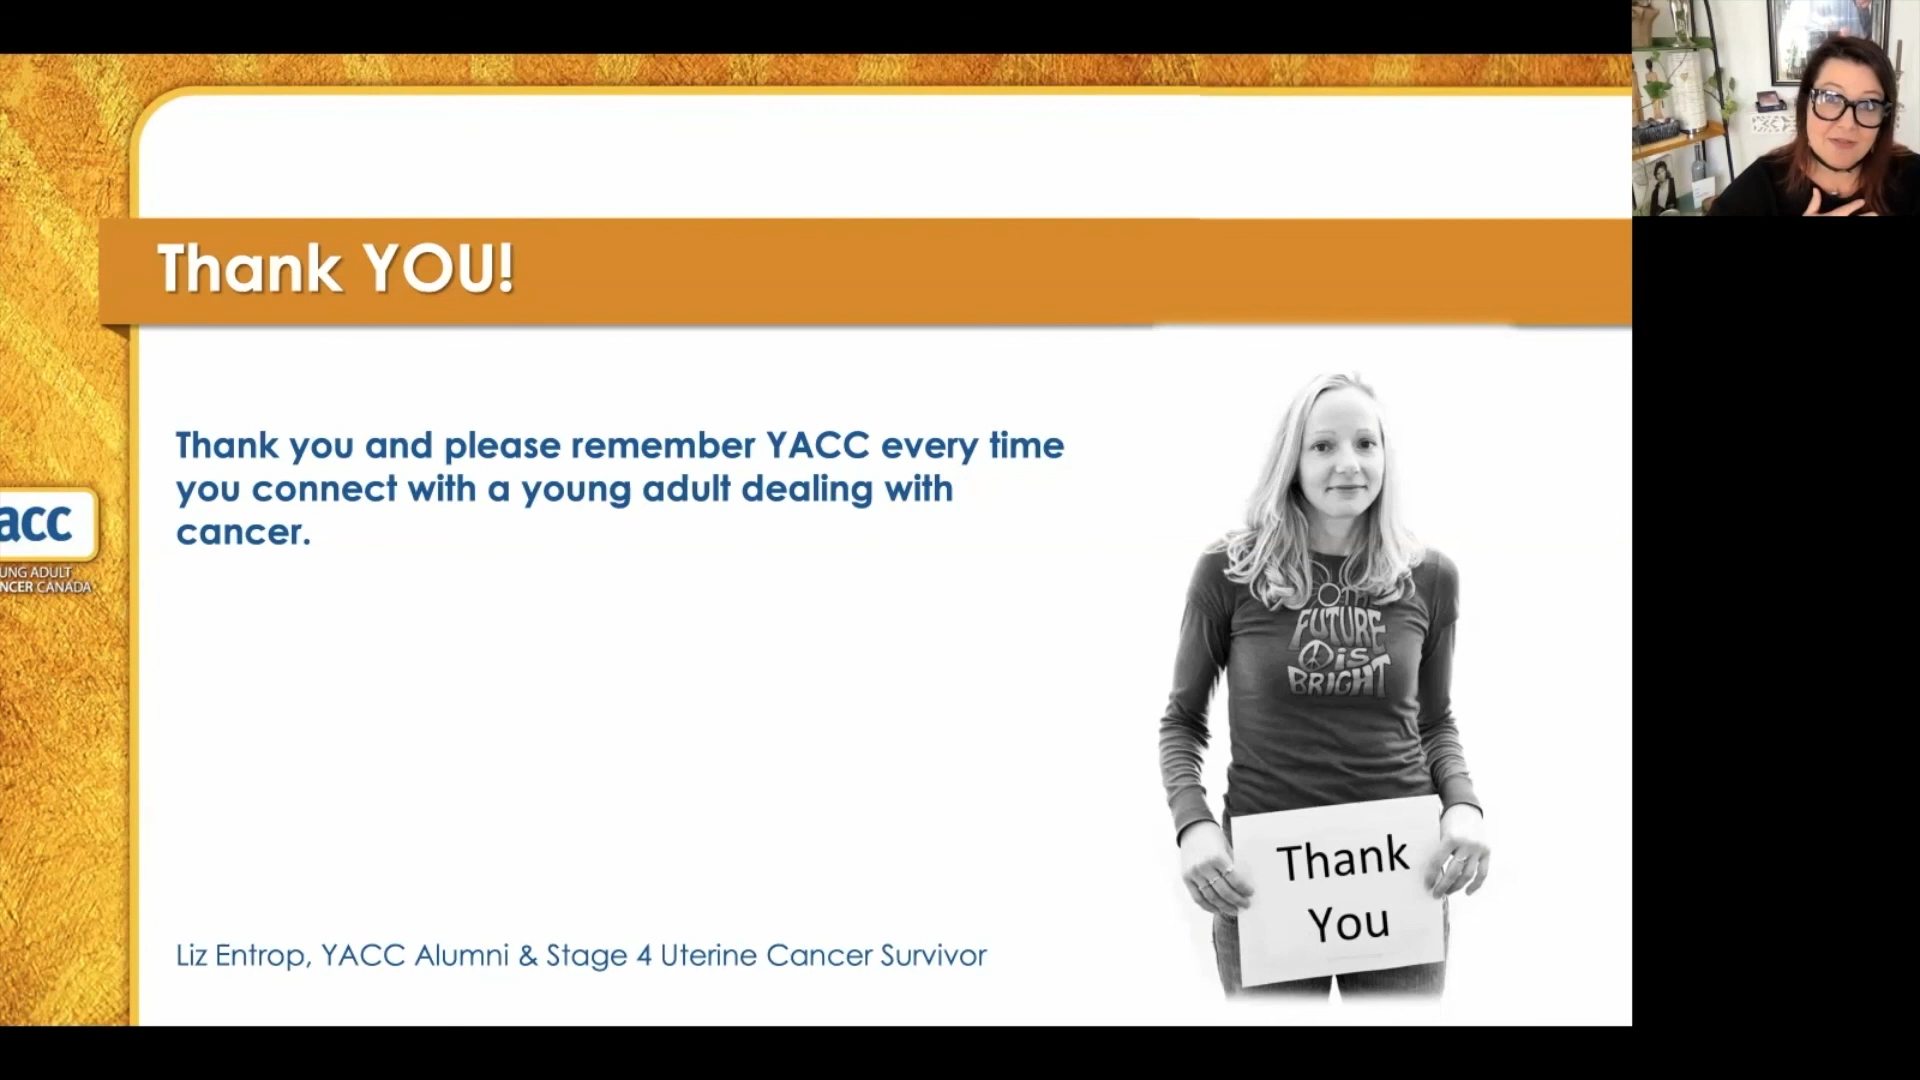 Thank YOU!
Thank you and please remember YACC every time
you connect with a young adult dealing with
cancer.
acc
UNG ADULT
NCER CANADA
FUTURE
is
BRIGHT
Thank
You
Liz Entrop, YACC Alumni & Stage 4 Uterine Cancer Survivor